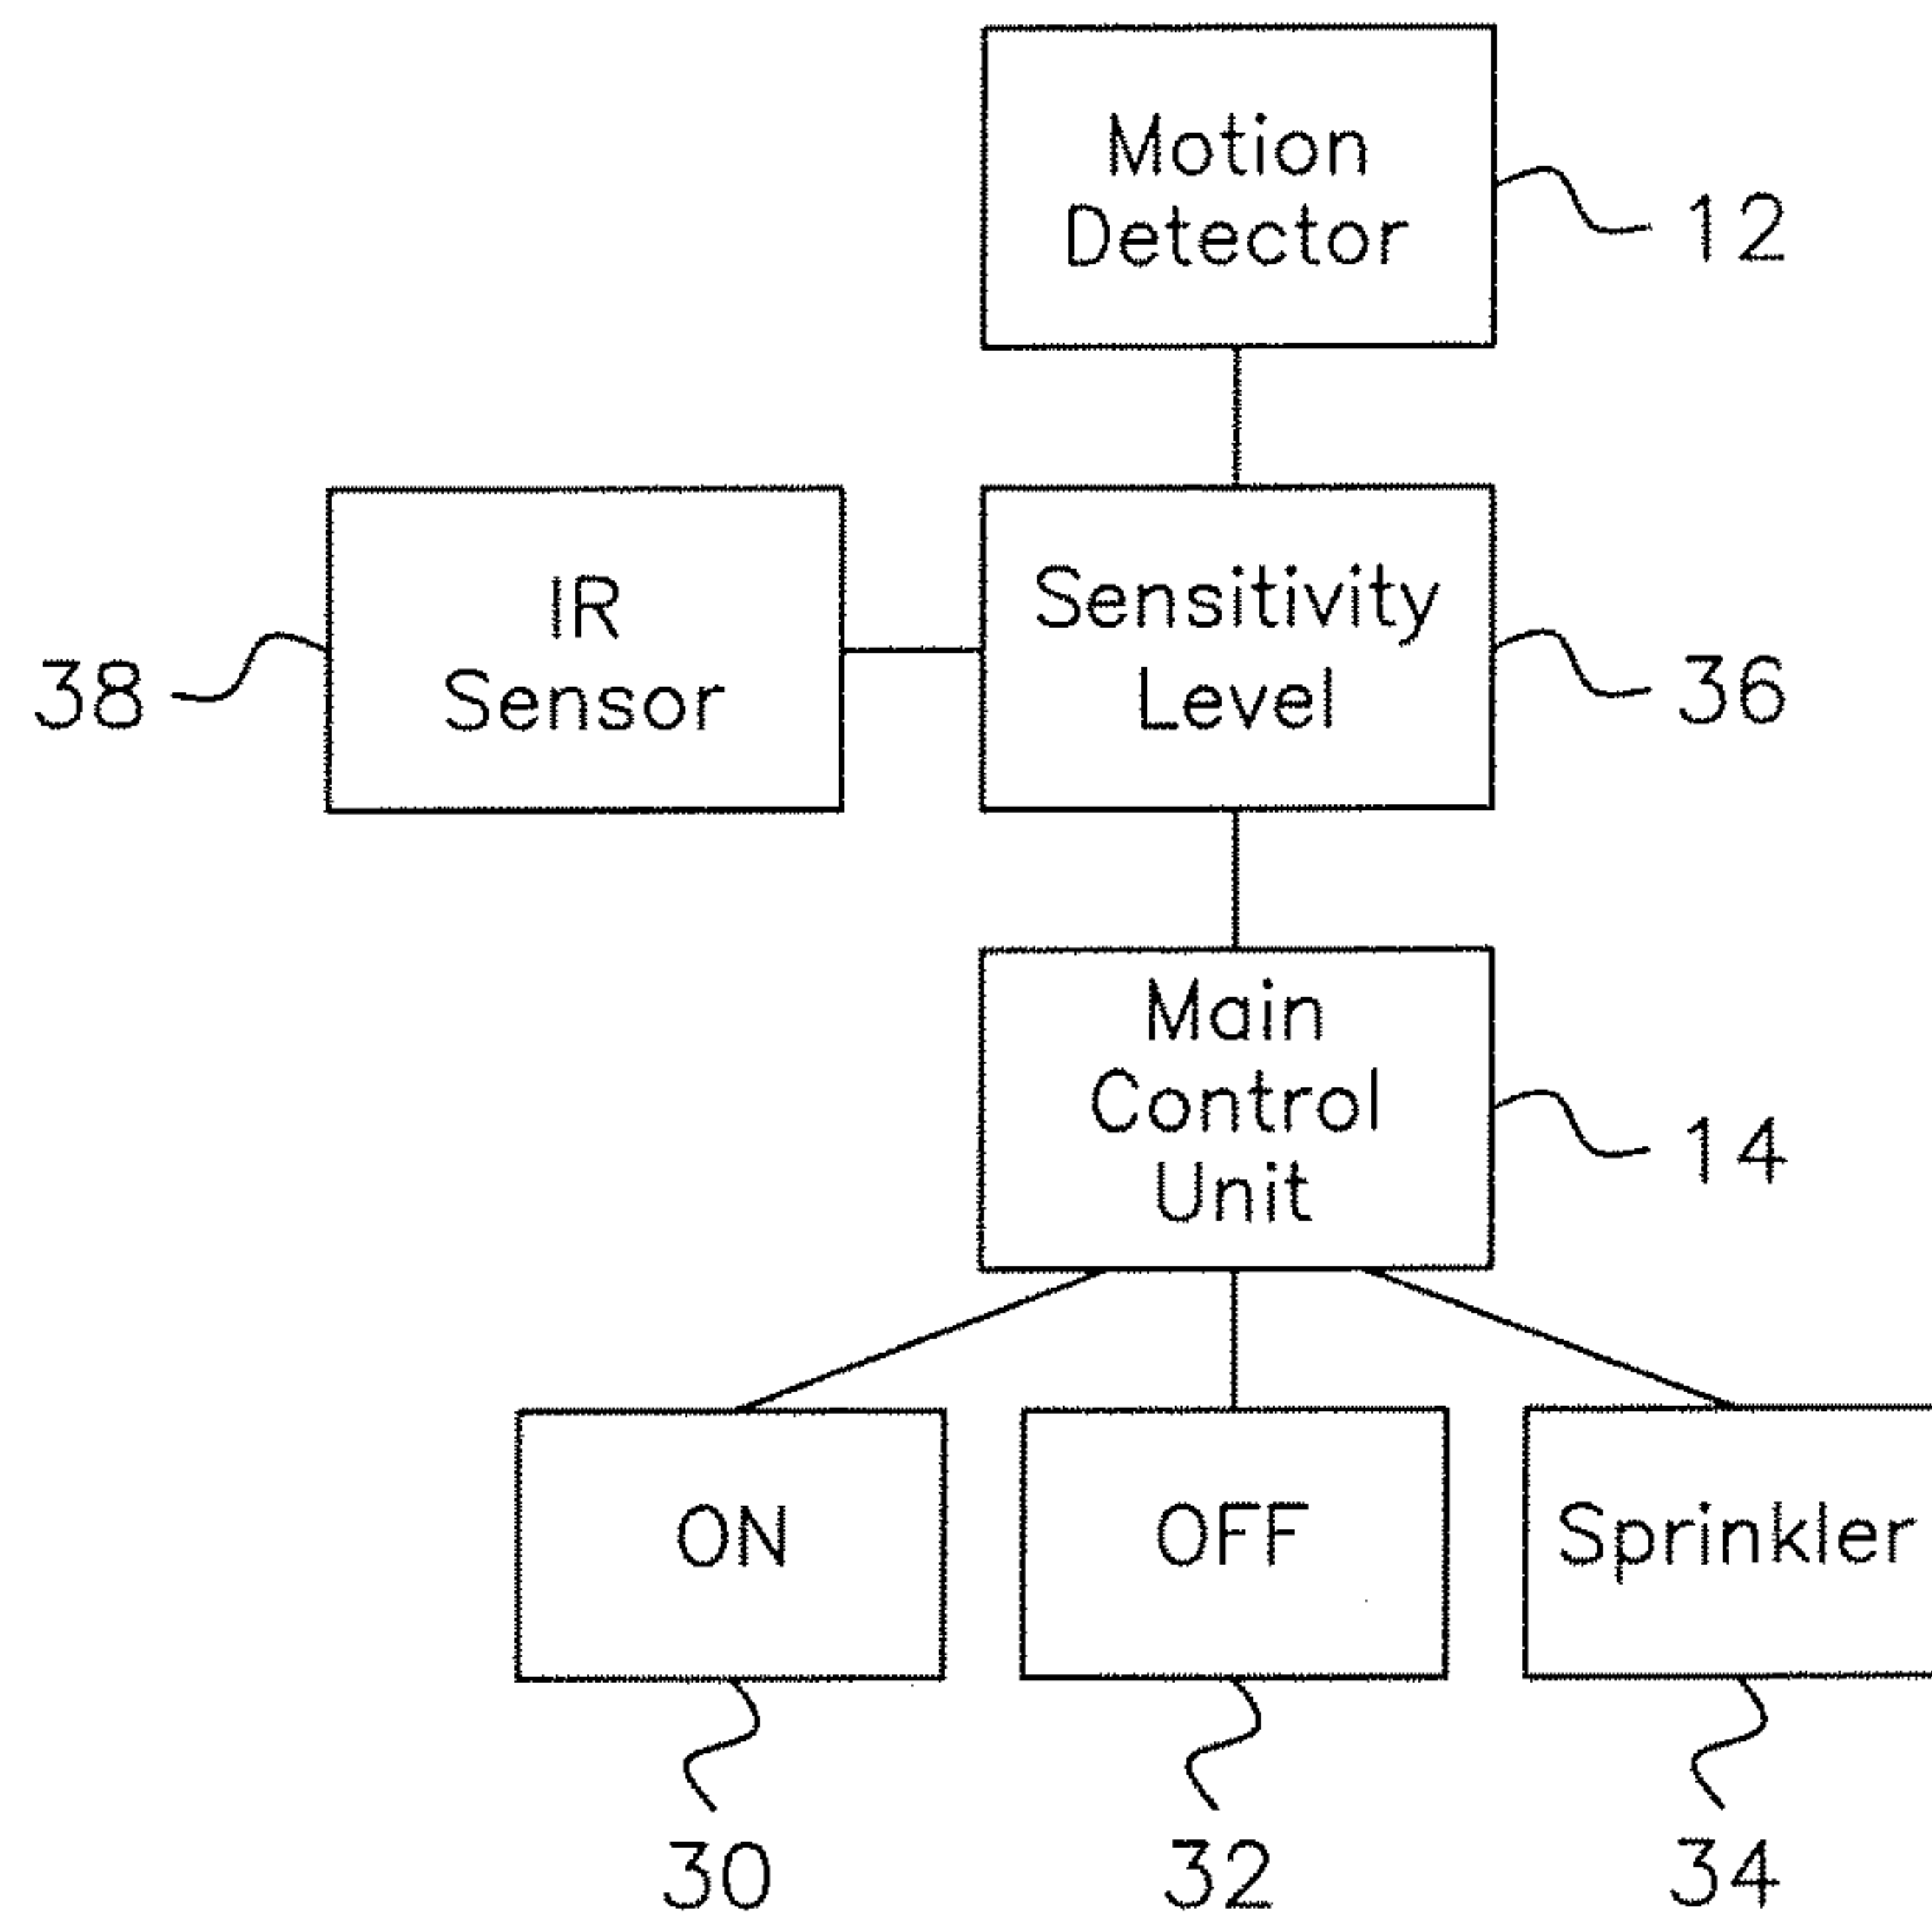 Motion
Detector
12
IR
Sensor
38
Sensitivity
Level
36
Main
Control
Unit
14
ON
OFF
Sprinkler
30
32
34